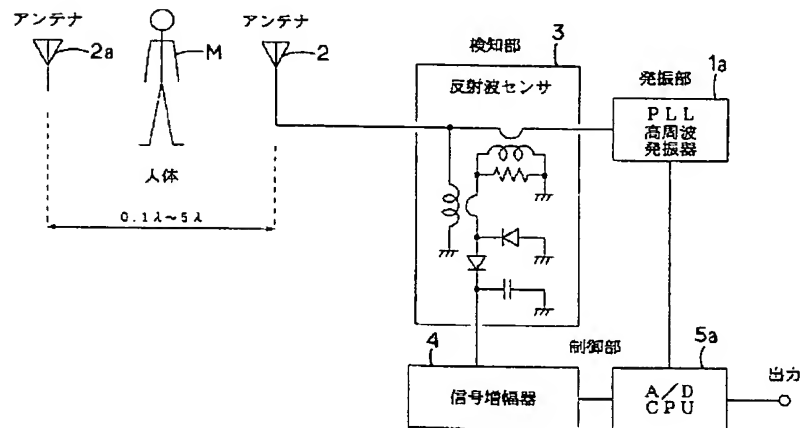 アンテナ
アンテナ
2a
M
2
検知部
3
発振部
1a
反射波センサ
PLL
高周波
発振器
人体
0.1λ~5λ
4
制御部
5a
信号増幅器
A/D
CPU
出力